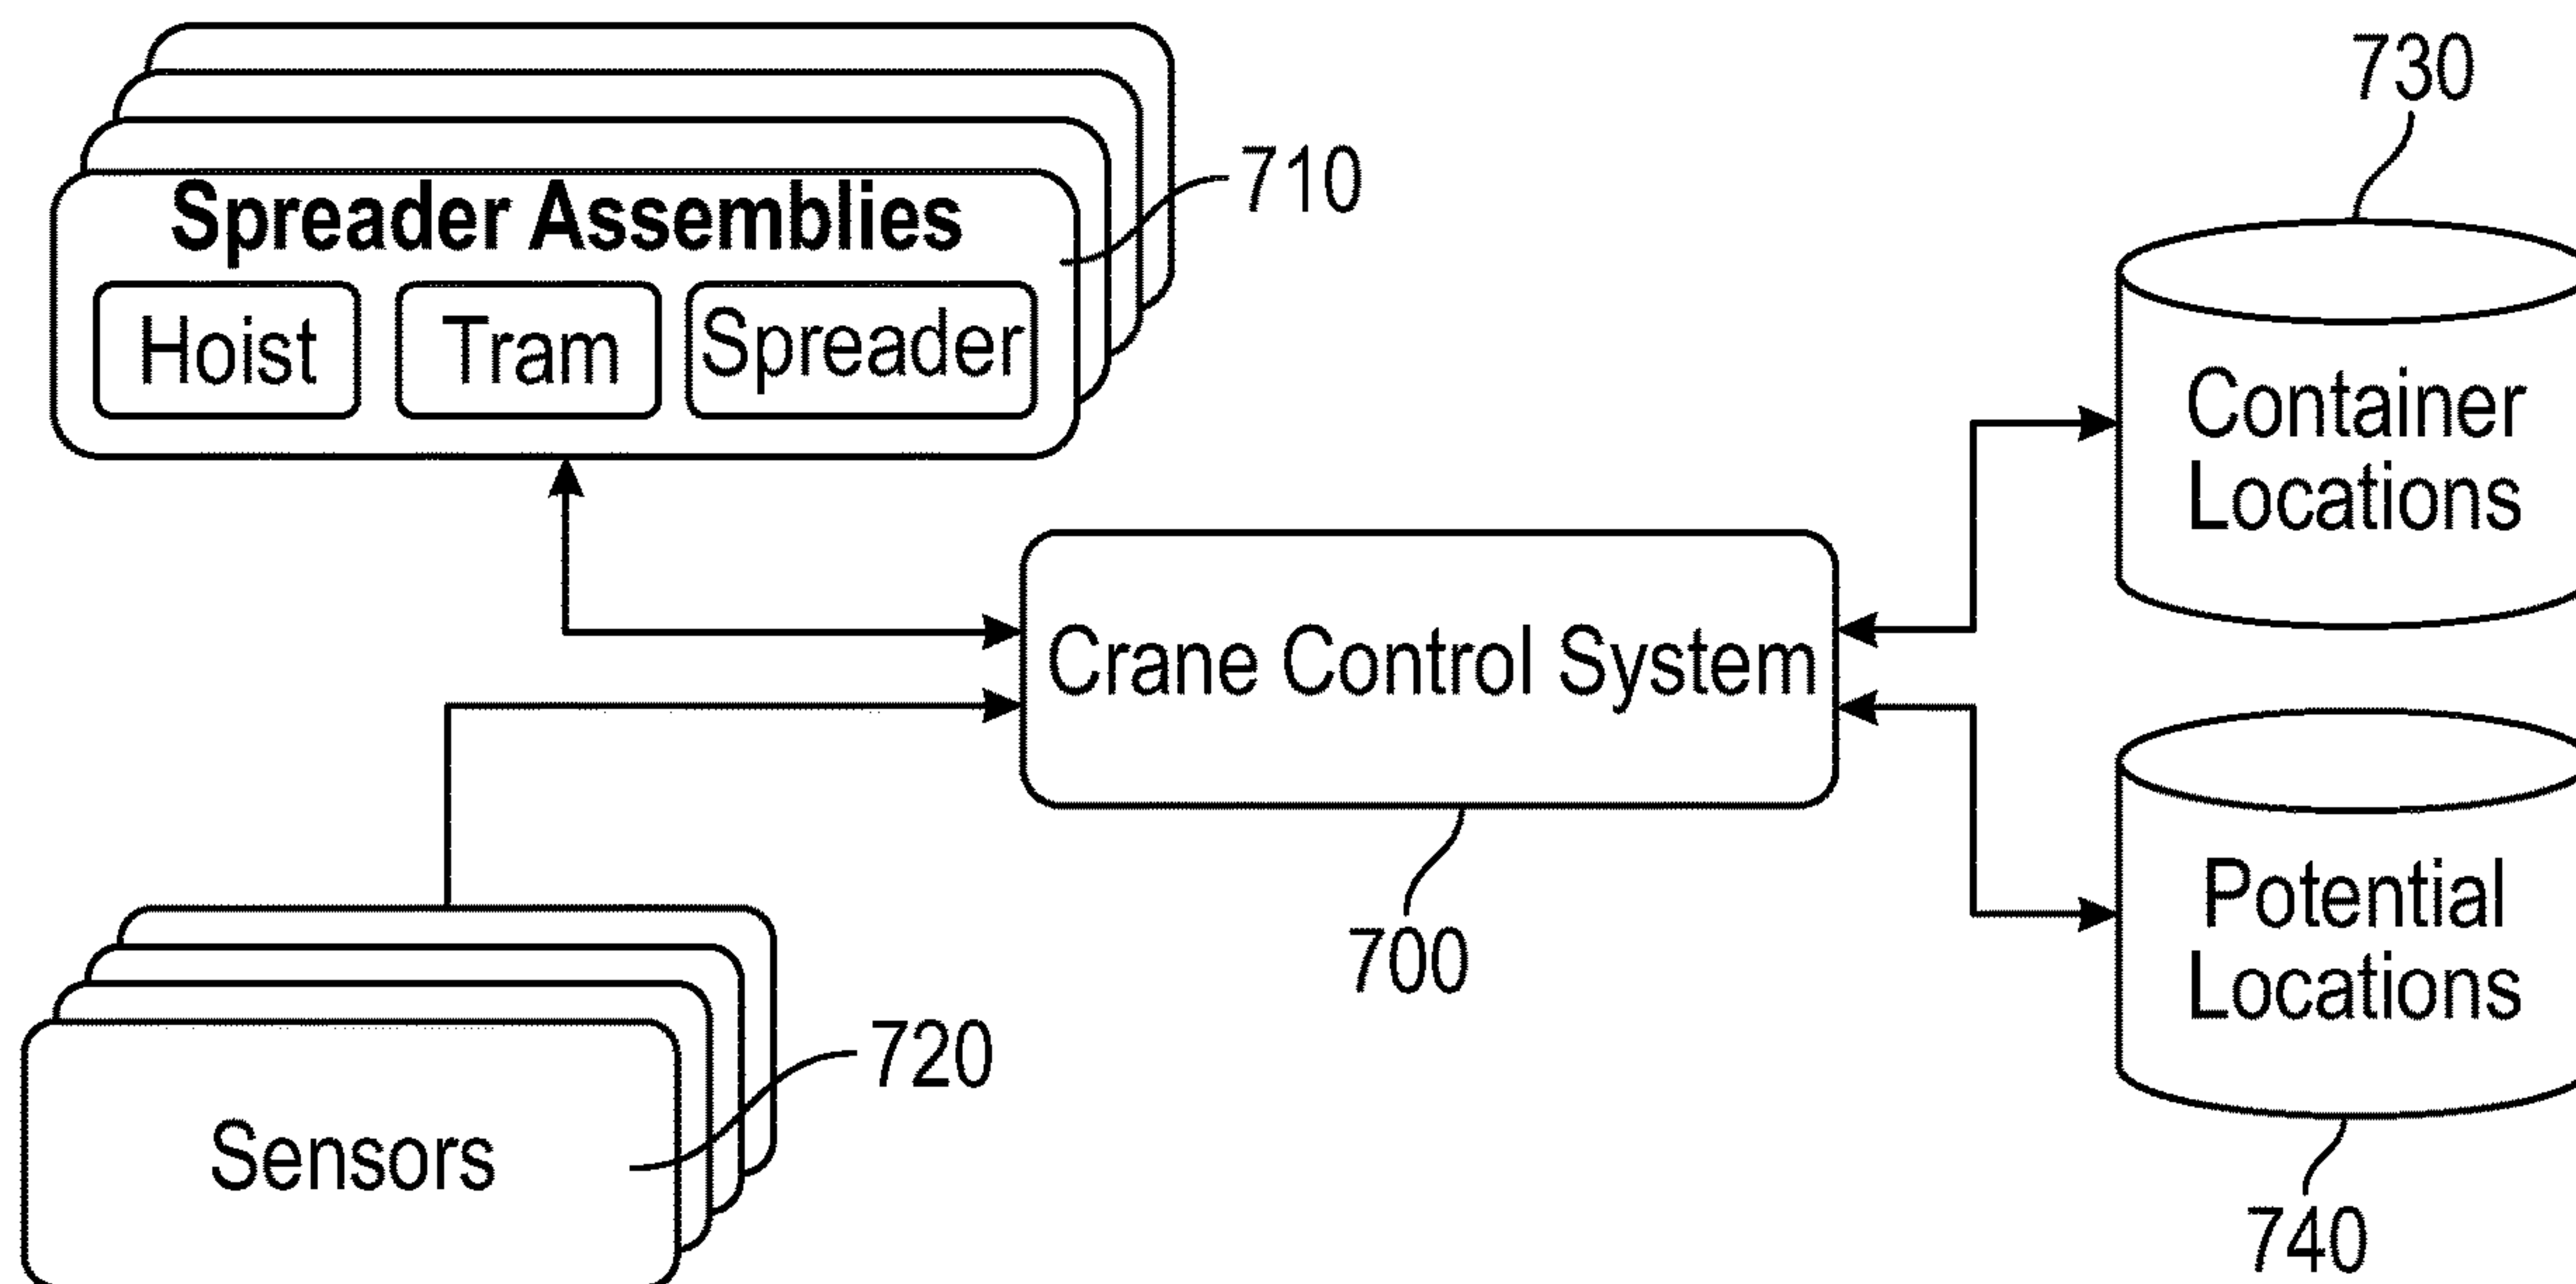 730
710
Spreader Assemblies
Hoist Tram Spreader
Container
Locations
Crane Control System
700
Potential
Locations
720
Sensors
740